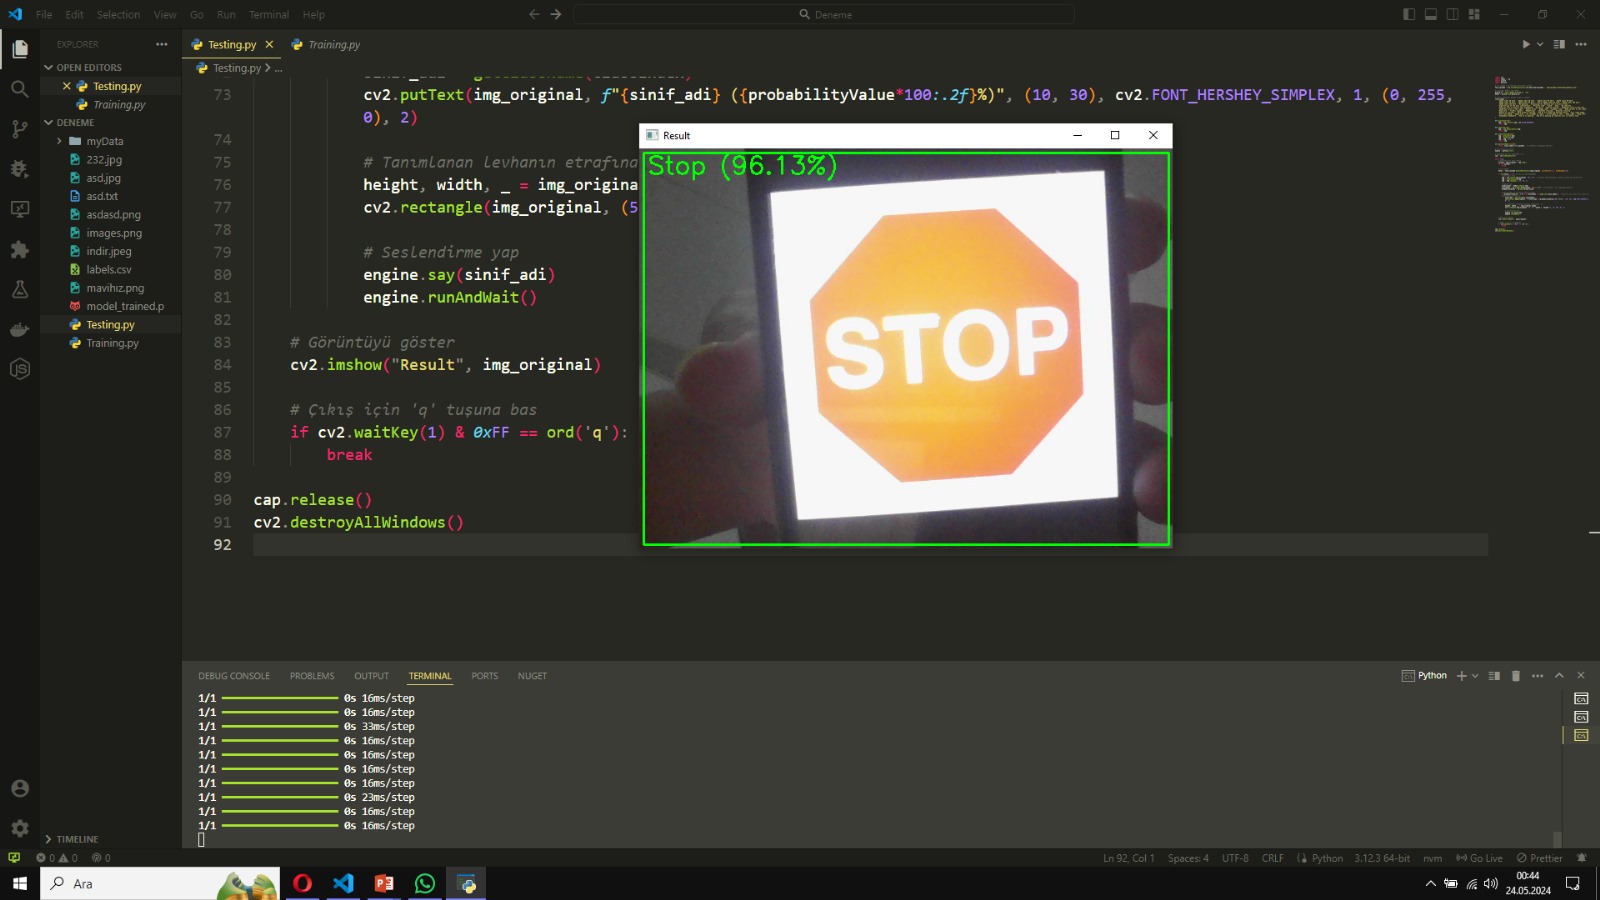 File Edit Selection View Go Run Terminal Help
Deneme
EXPLORER
OPEN EDITORS
Testing.py
Training.py
DENEME
myData
232.jpg
asd.jpg
asd.txt
asdasd.png
images.png
indir.jpeg
labels.csv
mavihız.png
model_trained.p
Testing.py
Training.py
TIMELINE
Testing.py Training.py
Testing.py > ...
73 cv2.putText(img_original, f"{sinif_adi} ({probabilityValue*100:.2f}%)", (10, 30), cv2.FONT_HERSHEY_SIMPLEX, 1, (0, 255,
0), 2)
74
75 # Tanımlanan levhanın etrafına
76 height, width, _ = img_origina
77 cv2.rectangle(img_original, (5
78
79 # Seslendirme yap
80 engine.say(sinif_adi)
81 engine.runAndWait()
82
83 # Görüntüyü göster
84 cv2.imshow("Result", img_original)
85
86 # Çıkış için 'q' tuşuna bas
87 if cv2.waitKey(1) & 0xFF == ord('q'):
88 break
89
90 cap.release()
91 cv2.destroyAllWindows()
92
Result
Stop (96.13%)
STOP
DEBUG CONSOLE PROBLEMS OUTPUT TERMINAL PORTS NUGET
Python
1/1 0s 16ms/step
1/1 0s 16ms/step
1/1 0s 33ms/step
1/1 0s 16ms/step
1/1 0s 16ms/step
1/1 0s 16ms/step
1/1 0s 16ms/step
1/1 0s 23ms/step
1/1 0s 16ms/step
1/1 0s 16ms/step
0 0 0 Ln 92, Col 1 Spaces: 4 UTF-8 CRLF Python 3.12.3 64-bit nvm Go Live Prettier
Ara
00:44
24.05.2024